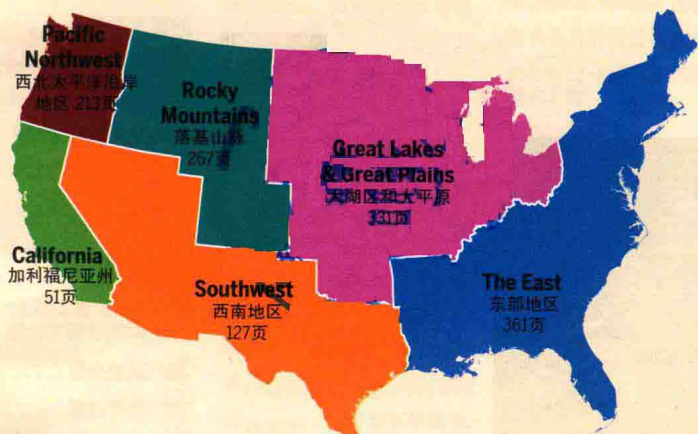 Pacific
Northwest
西北太平洋沿岸
地区 213页
Rocky
Mountains
落基山脉
267页
Great Lakes
& Great Plains
大湖区和大平原
331页
California
加利福尼亚州
51页
Southwest
西南地区
127页
The East
东部地区
361页